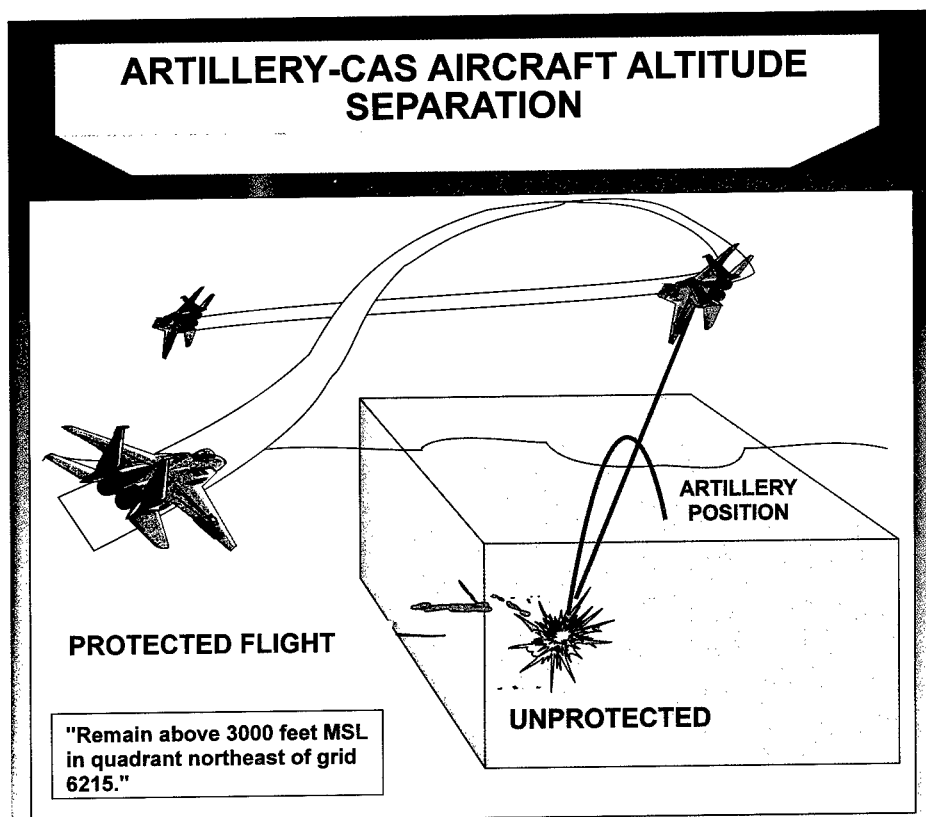 ARTILLERY-CAS AIRCRAFT ALTITUDE
SEPARATION
ARTILLERY
POSITION
PROTECTED FLIGHT
UNPROTECTED
"Remain above 3000 feet MSL
in quadrant northeast of grid
6215."